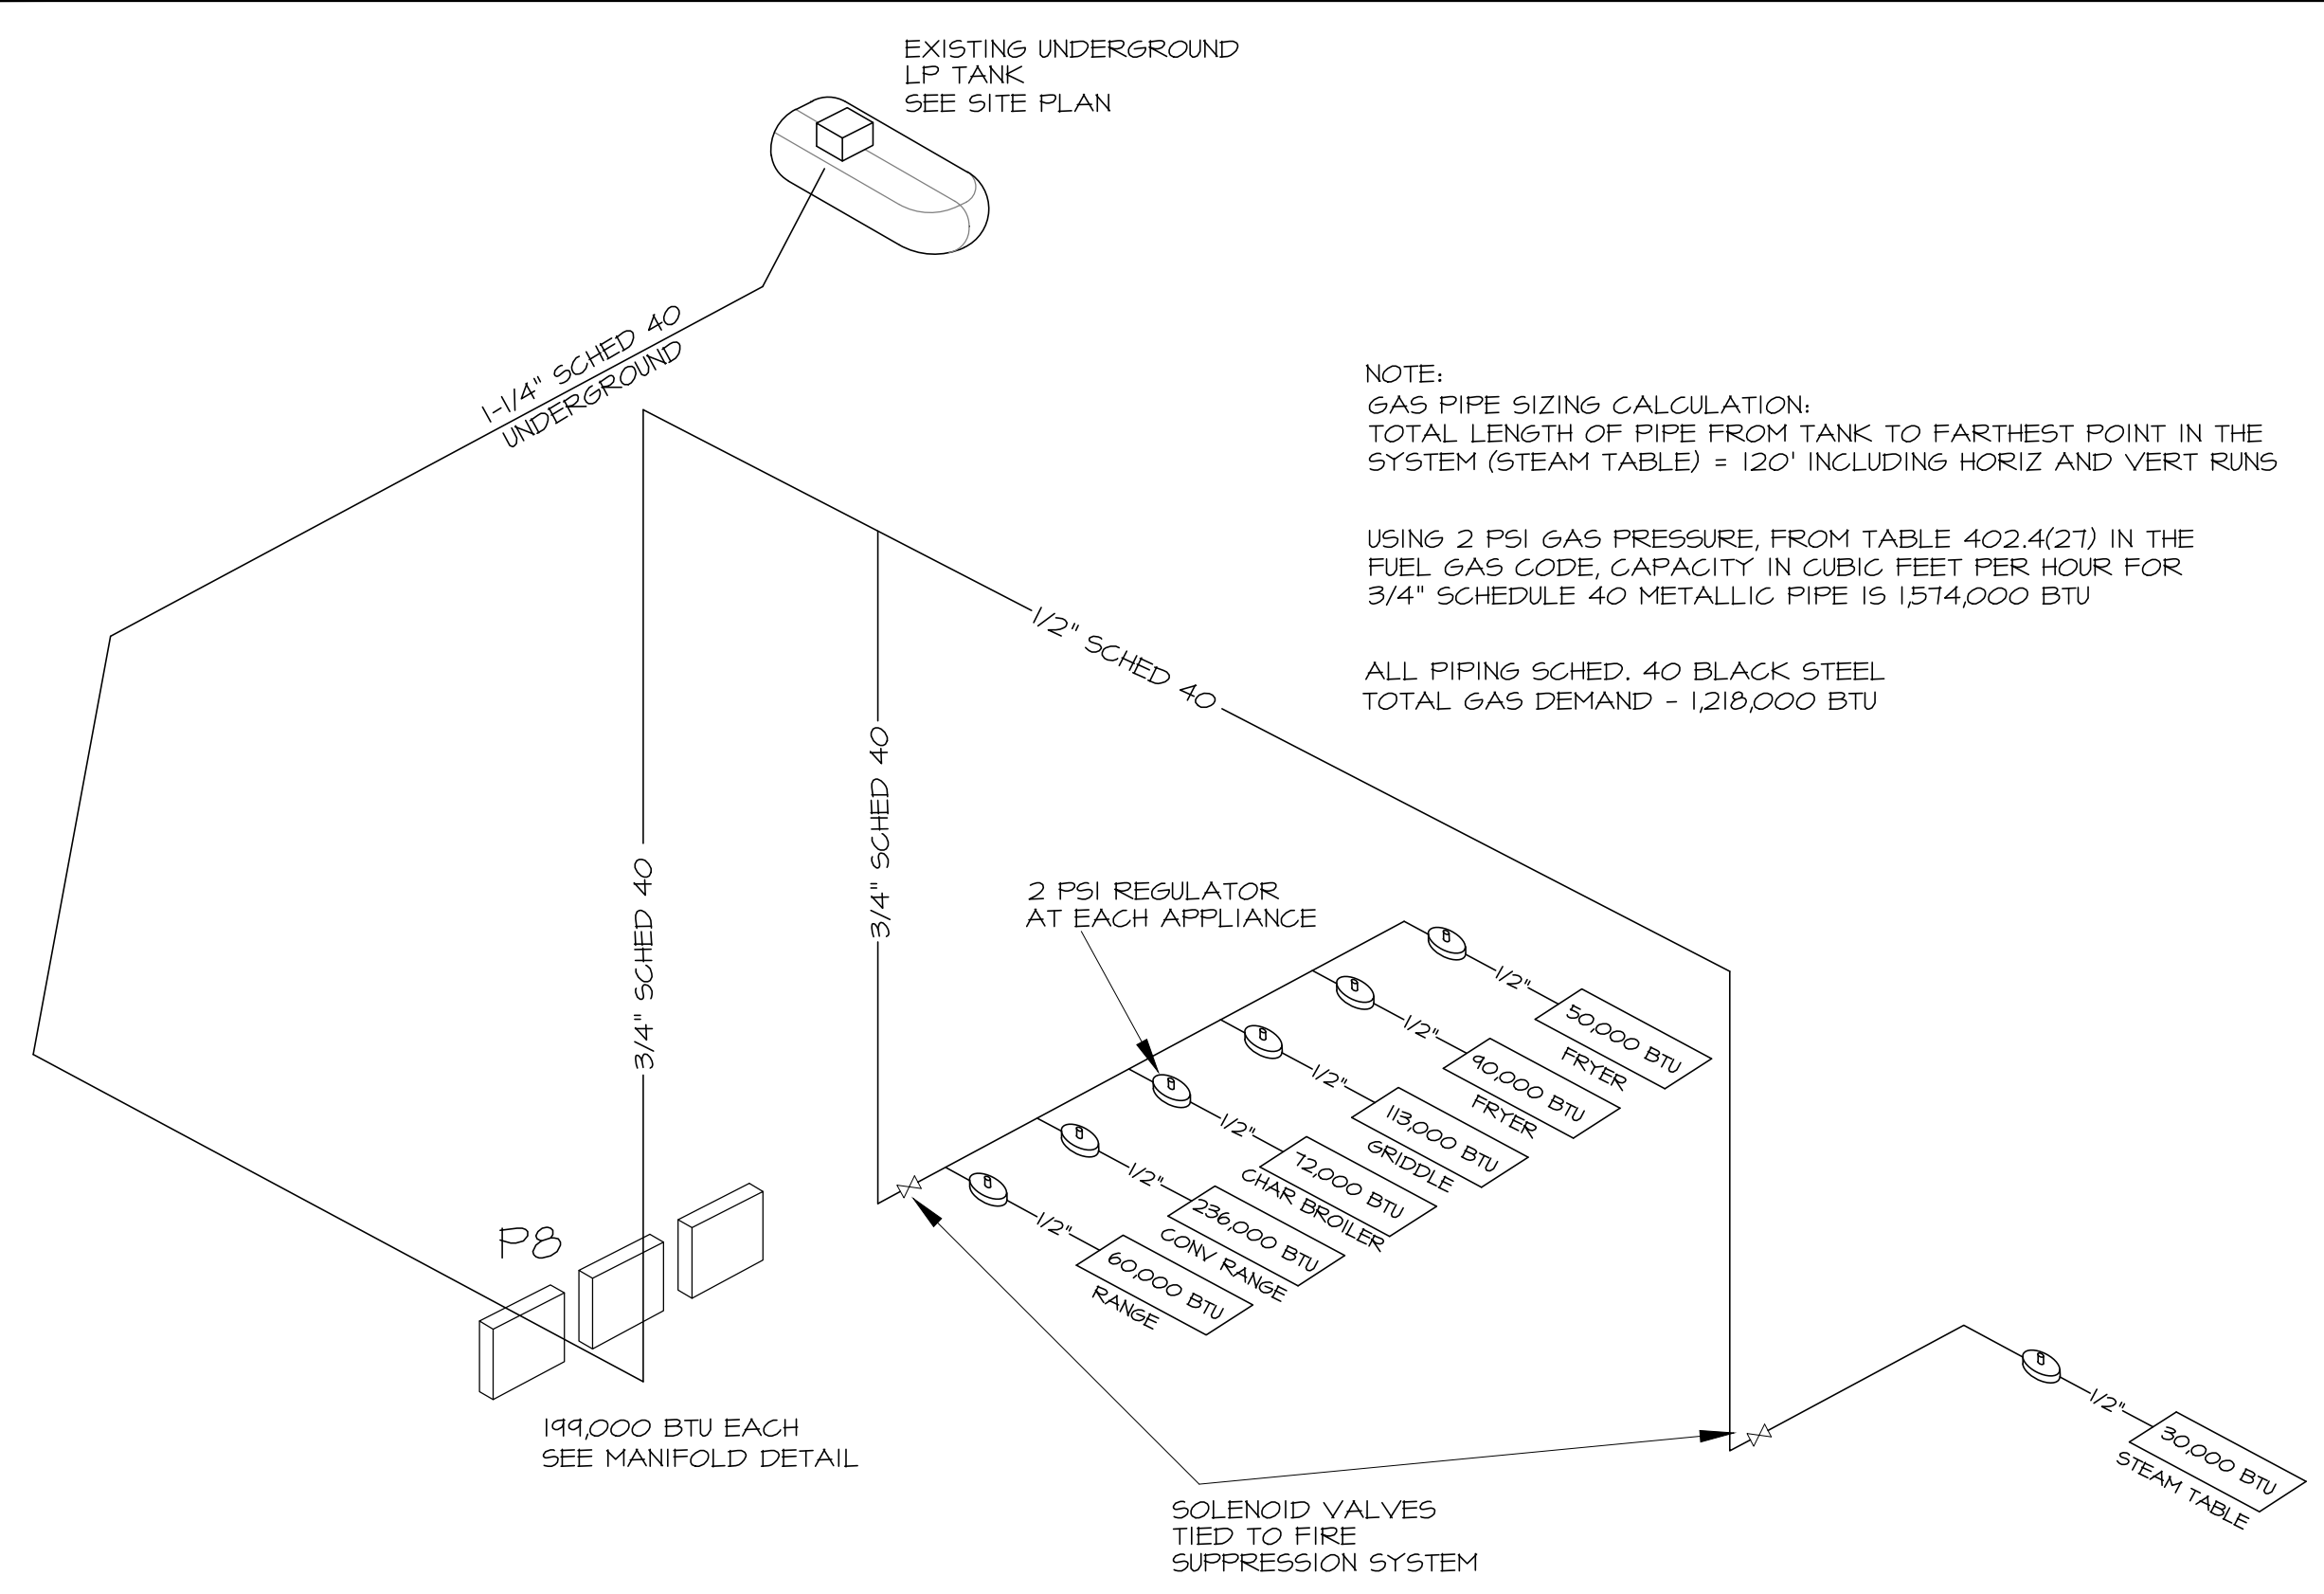 EXISTING UNDERGROUND
LP TANK
SEE SITE PLAN
1-1/4" SCHED 40
UNDERGROUND
NOTE:
GAS PIPE SIZING CALCULATION:
TOTAL LENGTH OF PIPE FROM TANK TO FARTHEST POINT IN THE
SYSTEM (STEAM TABLE) = 120' INCLUDING HORIZ AND VERT RUNS
USING 2 PSI GAS PRESSURE, FROM TABLE 402.4(27) IN THE
FUEL GAS CODE, CAPACITY IN CUBIC FEET PER HOUR FOR
3/4" SCHEDULE 40 METALLIC PIPE IS 1,574,000 BTU
ALL PIPING SCHED. 40 BLACK STEEL
TOTAL GAS DEMAND - 1,218,000 BTU
1/2" SCHED 40
3/4" SCHED 40
3/4" SCHED 40
2 PSI REGULATOR
AT EACH APPLIANCE
1/2"
50,000 BTU
FRYER
1/2"
90,000 BTU
FRYER
1/2"
113,000 BTU
GRIDDLE
1/2"
72,000 BTU
CHAR BROILER
1/2"
236,000 BTU
CONV RANGE
1/2"
60,000 BTU
RANGE
P8
199,000 BTU EACH
SEE MANIFOLD DETAIL
1/2"
30,000 BTU
STEAM TABLE
SOLENOID VALVES
TIED TO FIRE
SUPPRESSION SYSTEM